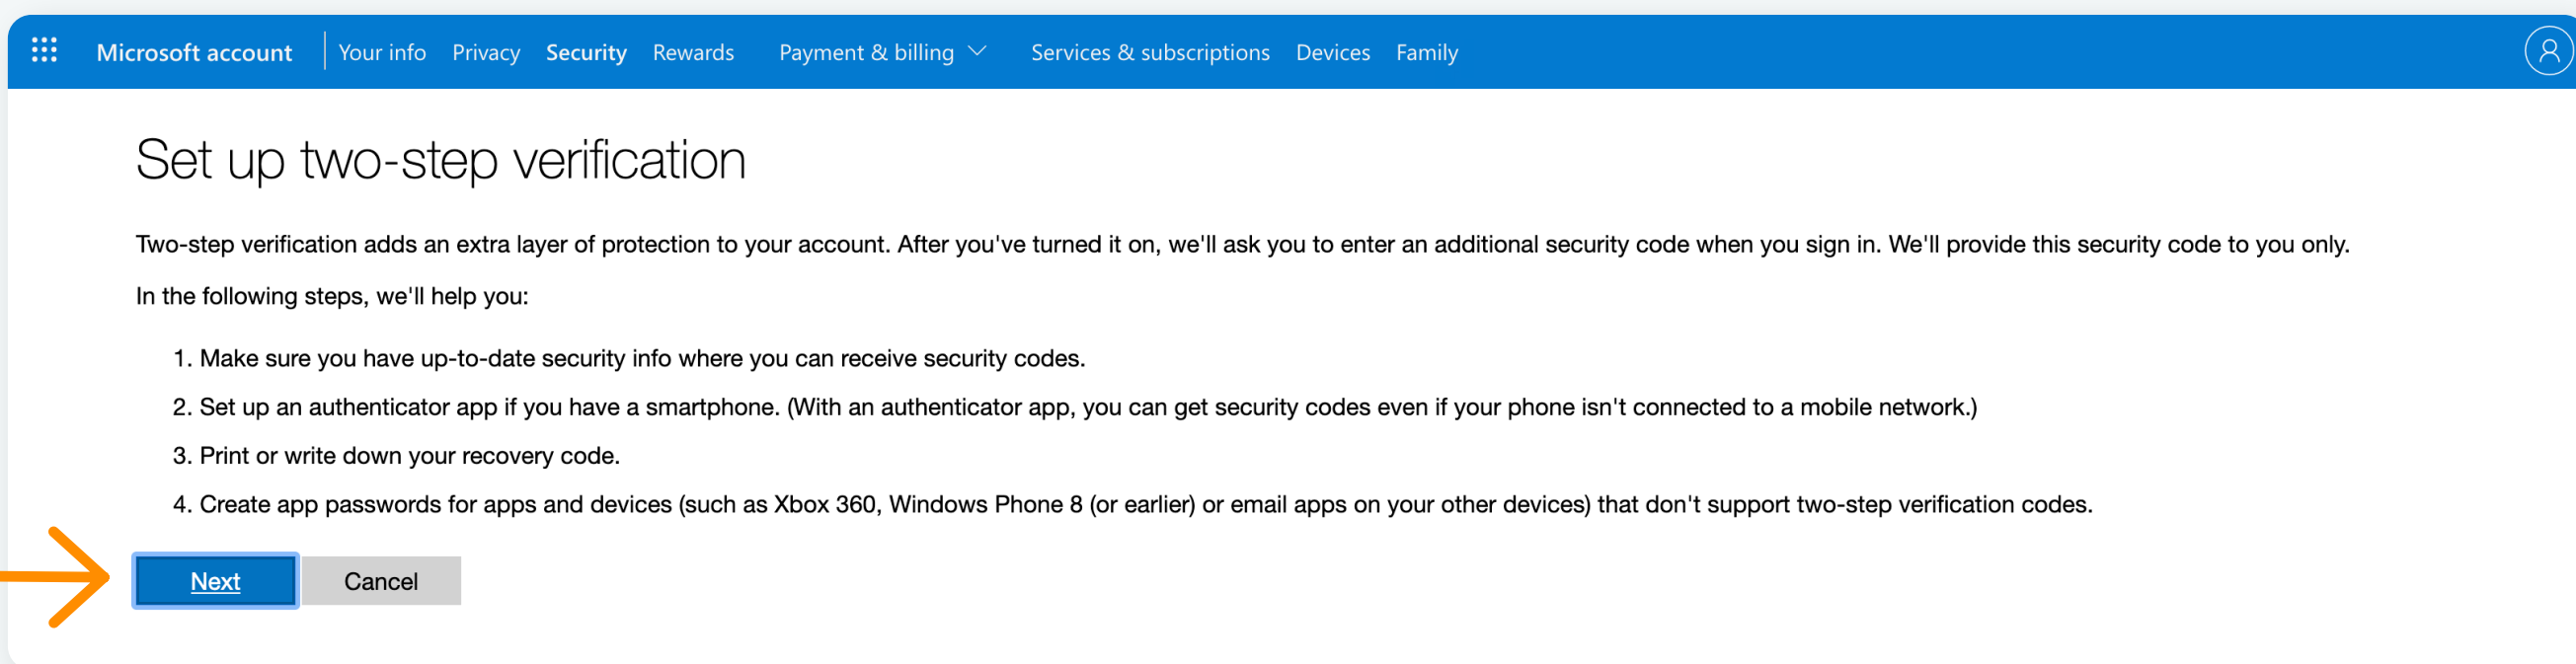 Microsoft account Your info Privacy Security Rewards Payment & billing Services & subscriptions Devices Family
Set up two-step verification
Two-step verification adds an extra layer of protection to your account. After you've turned it on, we'll ask you to enter an additional security code when you sign in. We'll provide this security code to you only.
In the following steps, we'll help you:
1. Make sure you have up-to-date security info where you can receive security codes.
2. Set up an authenticator app if you have a smartphone. (With an authenticator app, you can get security codes even if your phone isn't connected to a mobile network.)
3. Print or write down your recovery code.
4. Create app passwords for apps and devices (such as Xbox 360, Windows Phone 8 (or earlier) or email apps on your other devices) that don't support two-step verification codes.
Next Cancel